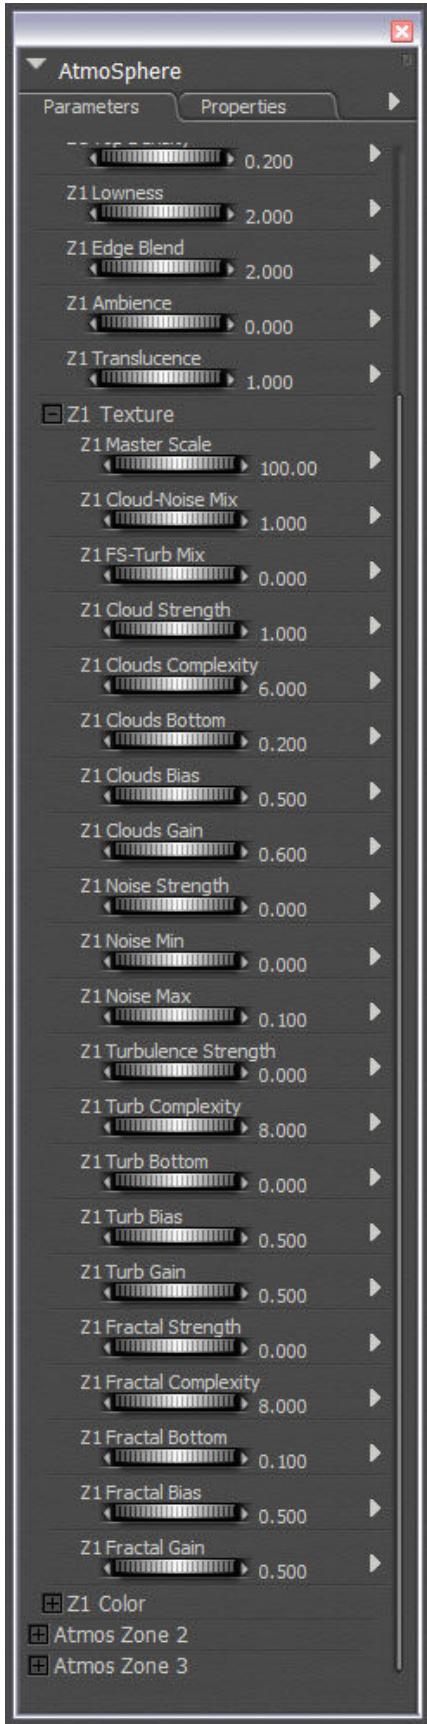 AtmoSphere
Parameters
Properties
0.200
Z1 Lowness
2.000
Z1 Edge Blend
2.000
Z1 Ambience
0.000
Z1 Translucence
1.000
Z1 Texture
Z1 Master Scale
100.00
Z1 Cloud-Noise Mix
1.000
Z1 FS-Turb Mix
0.000
Z1 Cloud Strength
1.000
Z1 Clouds Complexity
6.000
Z1 Clouds Bottom
0.200
Z1 Clouds Bias
0.500
Z1 Clouds Gain
0.600
Z1 Noise Strength
0.000
Z1 Noise Min
0.000
Z1 Noise Max
0.100
Z1 Turbulence Strength
0.000
Z1 Turb Complexity
8.000
Z1 Turb Bottom
0.000
Z1 Turb Bias
0.500
Z1 Turb Gain
0.500
Z1 Fractal Strength
0.000
Z1 Fractal Complexity
8.000
Z1 Fractal Bottom
0.100
Z1 Fractal Bias
0.500
Z1 Fractal Gain
0.500
Z1 Color
Atmos Zone 2
Atmos Zone 3